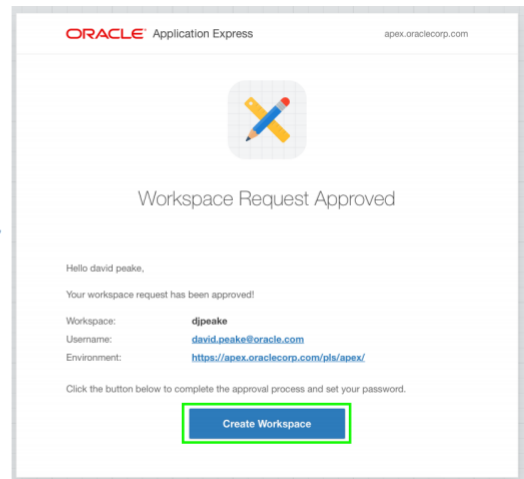 ORACLE Application Express apex.oraclecorp.com
Workspace Request Approved
Hello david peake,
Your workspace request has been approved!
Workspace: djpeake
Username: david.peake@oracle.com
Environment: https://apex.oraclecorp.com/pls/apex/
Click the button below to complete the approval process and set your password.
Create Workspace